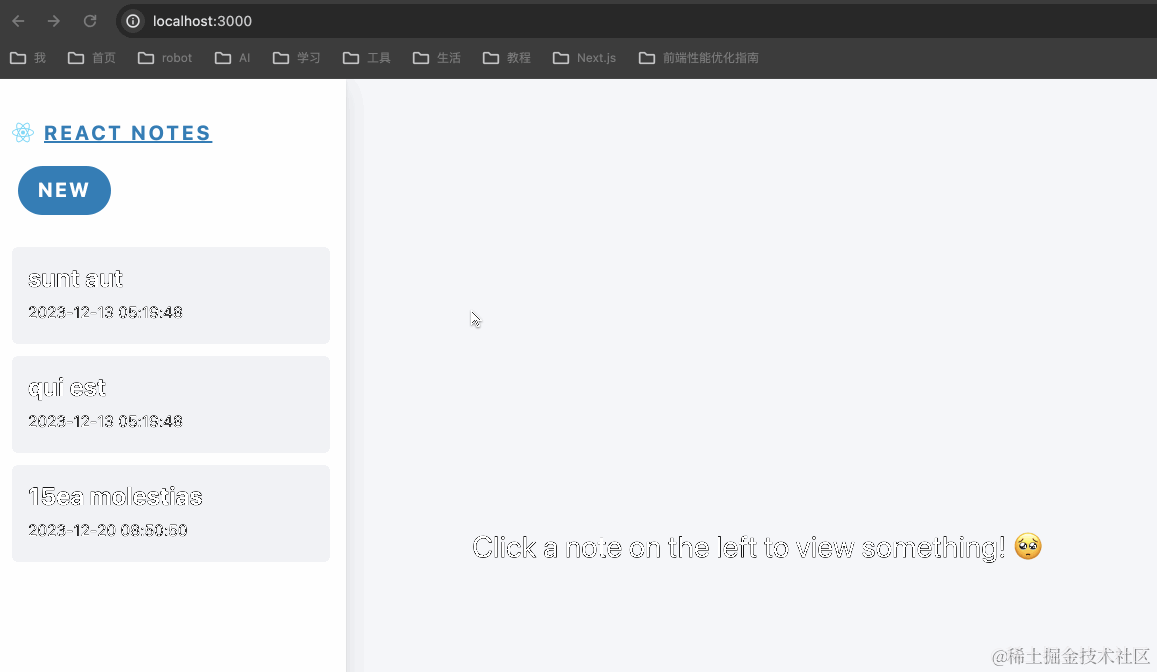 localhost:3000
我 首页 robot AI 学习 工具 生活 教程 Next.js 前端性能优化指南
REACT NOTES
NEW
sunt aut
2023-12-13 05:19:48
qui est
2023-12-13 05:19:48
15ea molestias
2023-12-20 08:50:50
Click a note on the left to view something! 🥺
@稀土掘金技术社区